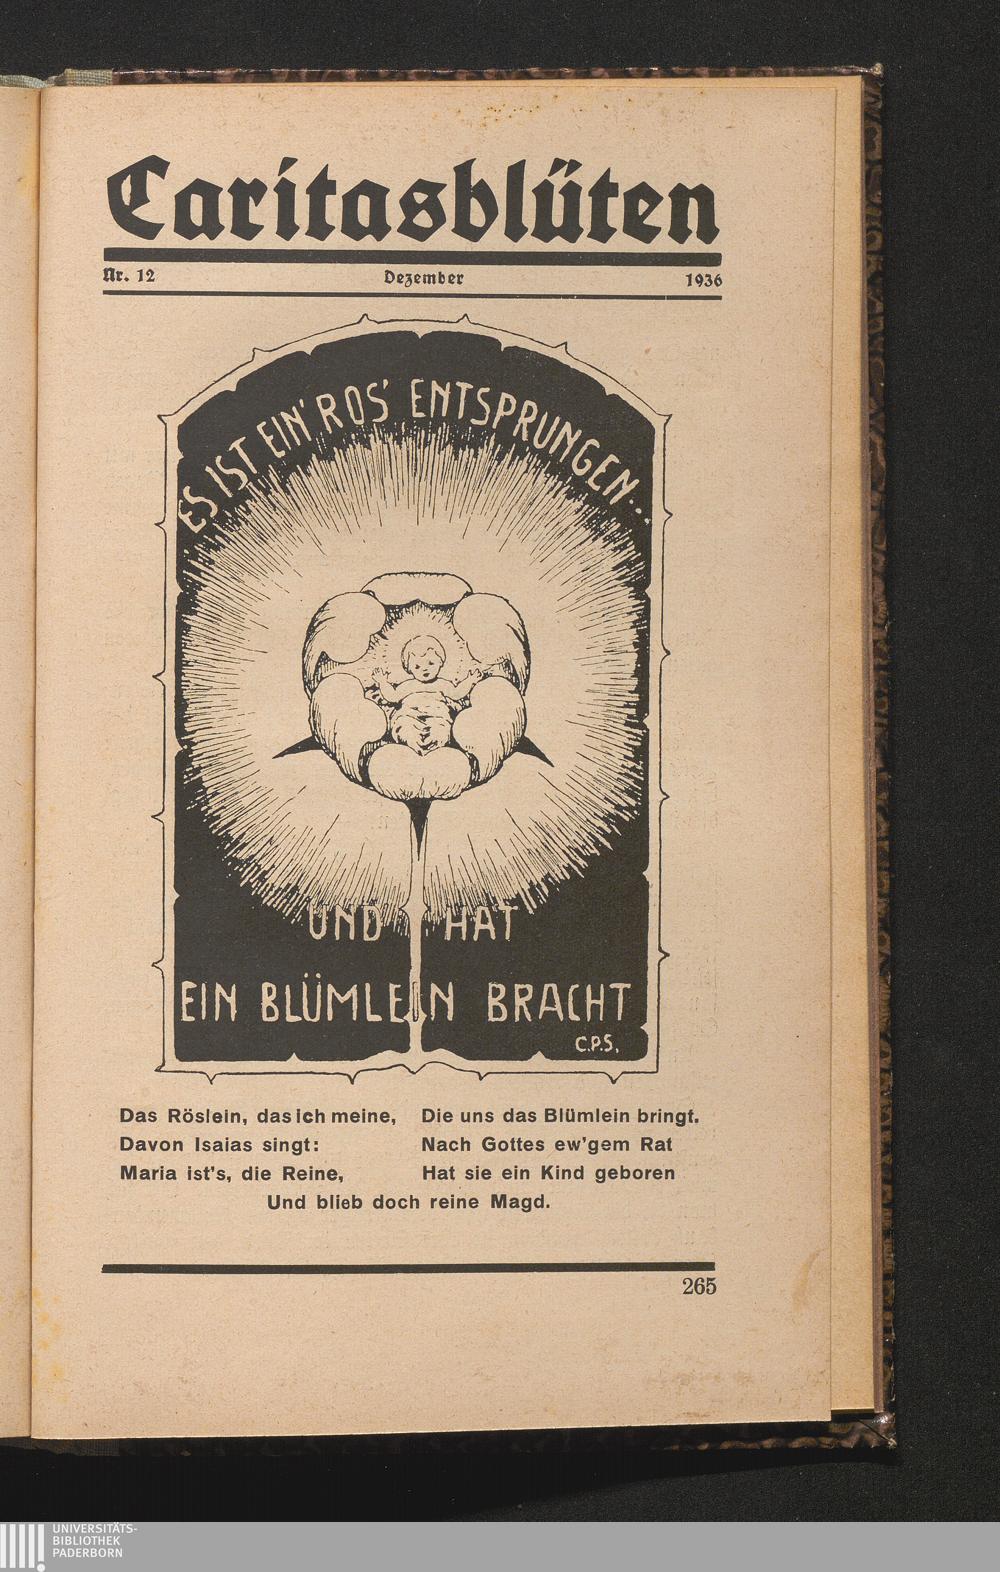 Caritasblüten
Nr. 12 Dezember 1936
ES IST EIN' ROS' ENTSPRUNGEN...
UND HAT
EIN BLÜMLEIN BRACHT
C.P.S.
Das Röslein, das ich meine,
Davon Isaias singt:
Maria ist's, die Reine,
Die uns das Blümlein bringt.
Nach Gottes ew'gem Rat
Hat sie ein Kind geboren
Und blieb doch reine Magd.
265
UNIVERSITÄTS-
BIBLIOTHEK
PADERBORN